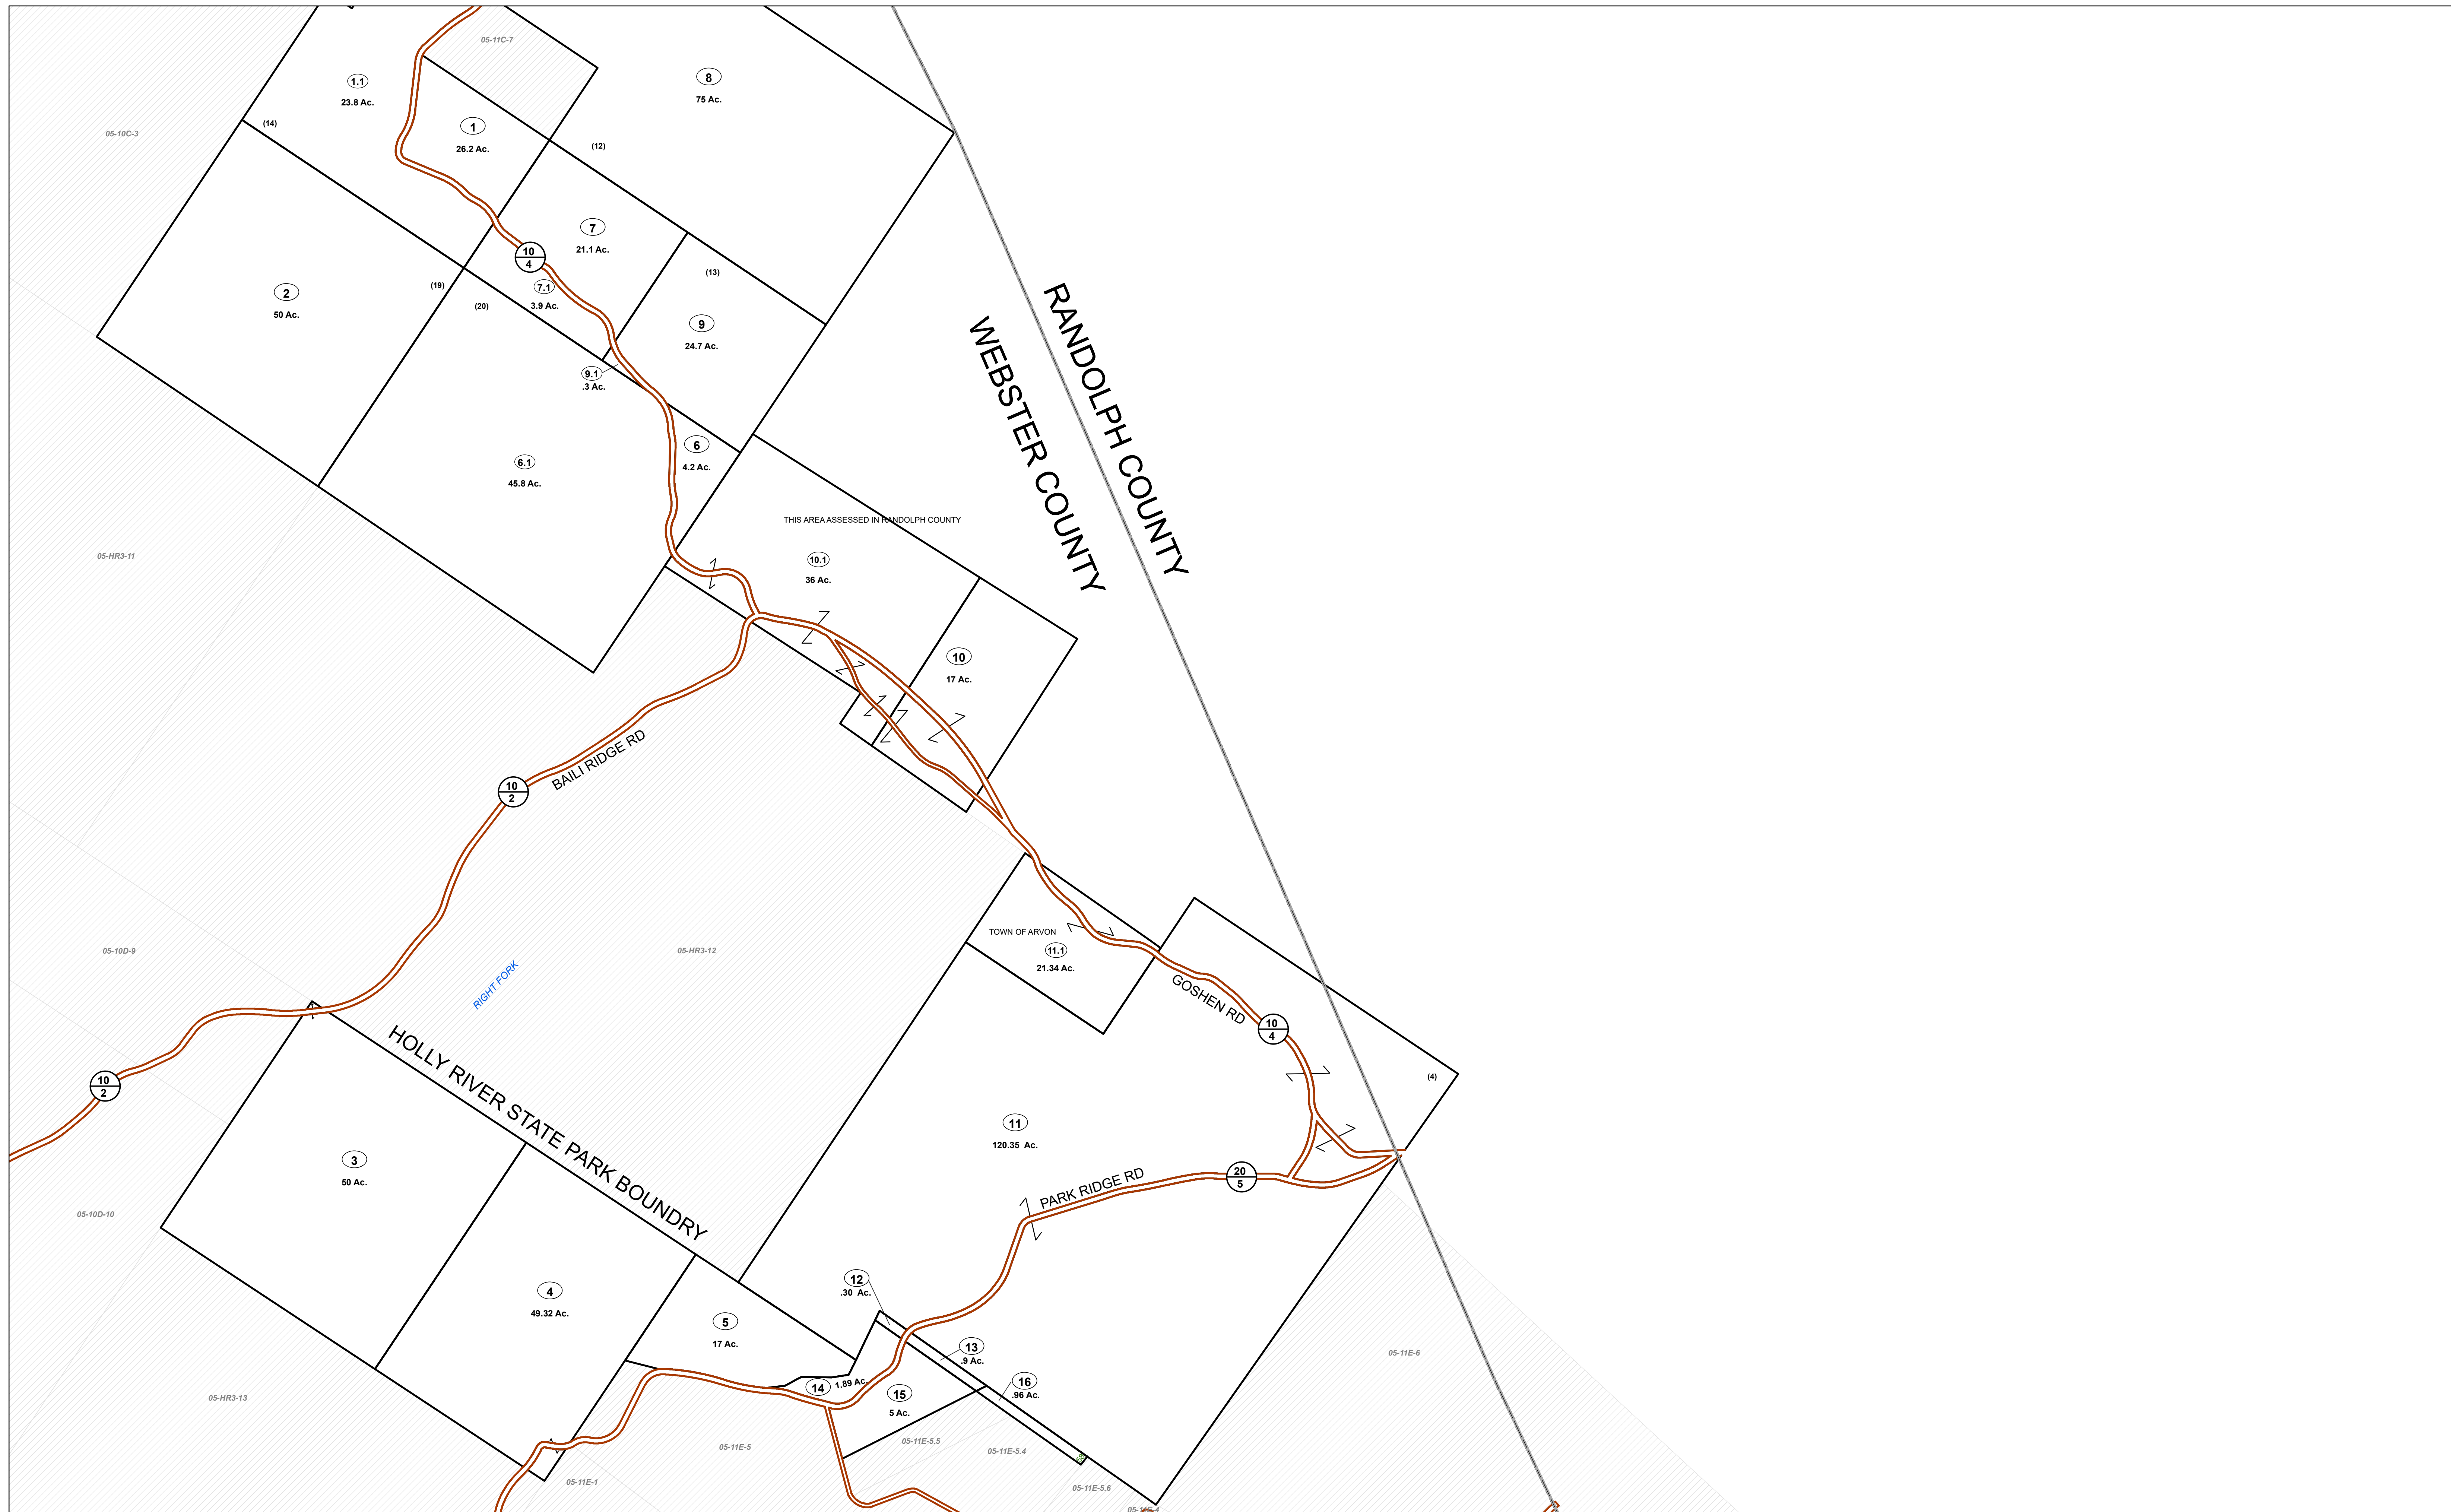 05-11C-7
1.1
23.8 Ac.
8
75 Ac.
05-10C-3
(14)
1
26.2 Ac.
(12)
7
21.1 Ac.
10
4
(13)
7.1
3.9 Ac.
(19)
(20)
2
50 Ac.
9
24.7 Ac.
9.1
.3 Ac.
RANDOLPH COUNTY
WEBSTER COUNTY
6
4.2 Ac.
6.1
45.8 Ac.
THIS AREA ASSESSED IN RANDOLPH COUNTY
05-HR3-11
10.1
36 Ac.
10
17 Ac.
BAILI RIDGE RD
10
2
TOWN OF ARVON
11.1
21.34 Ac.
05-10D-9
05-HR3-12
RIGHT FORK
GOSHEN RD
10
4
HOLLY RIVER STATE PARK BOUNDRY
10
2
(4)
11
120.35 Ac.
3
50 Ac.
PARK RIDGE RD
20
5
05-10D-10
12
.30 Ac.
4
49.32 Ac.
5
17 Ac.
13
.9 Ac.
05-11E-6
14
1.89 Ac.
16
.96 Ac.
15
5 Ac.
05-HR3-13
05-11E-5
05-11E-5.5
05-11E-5.4
05-11E-1
05-11E-5.6
05-11E-4